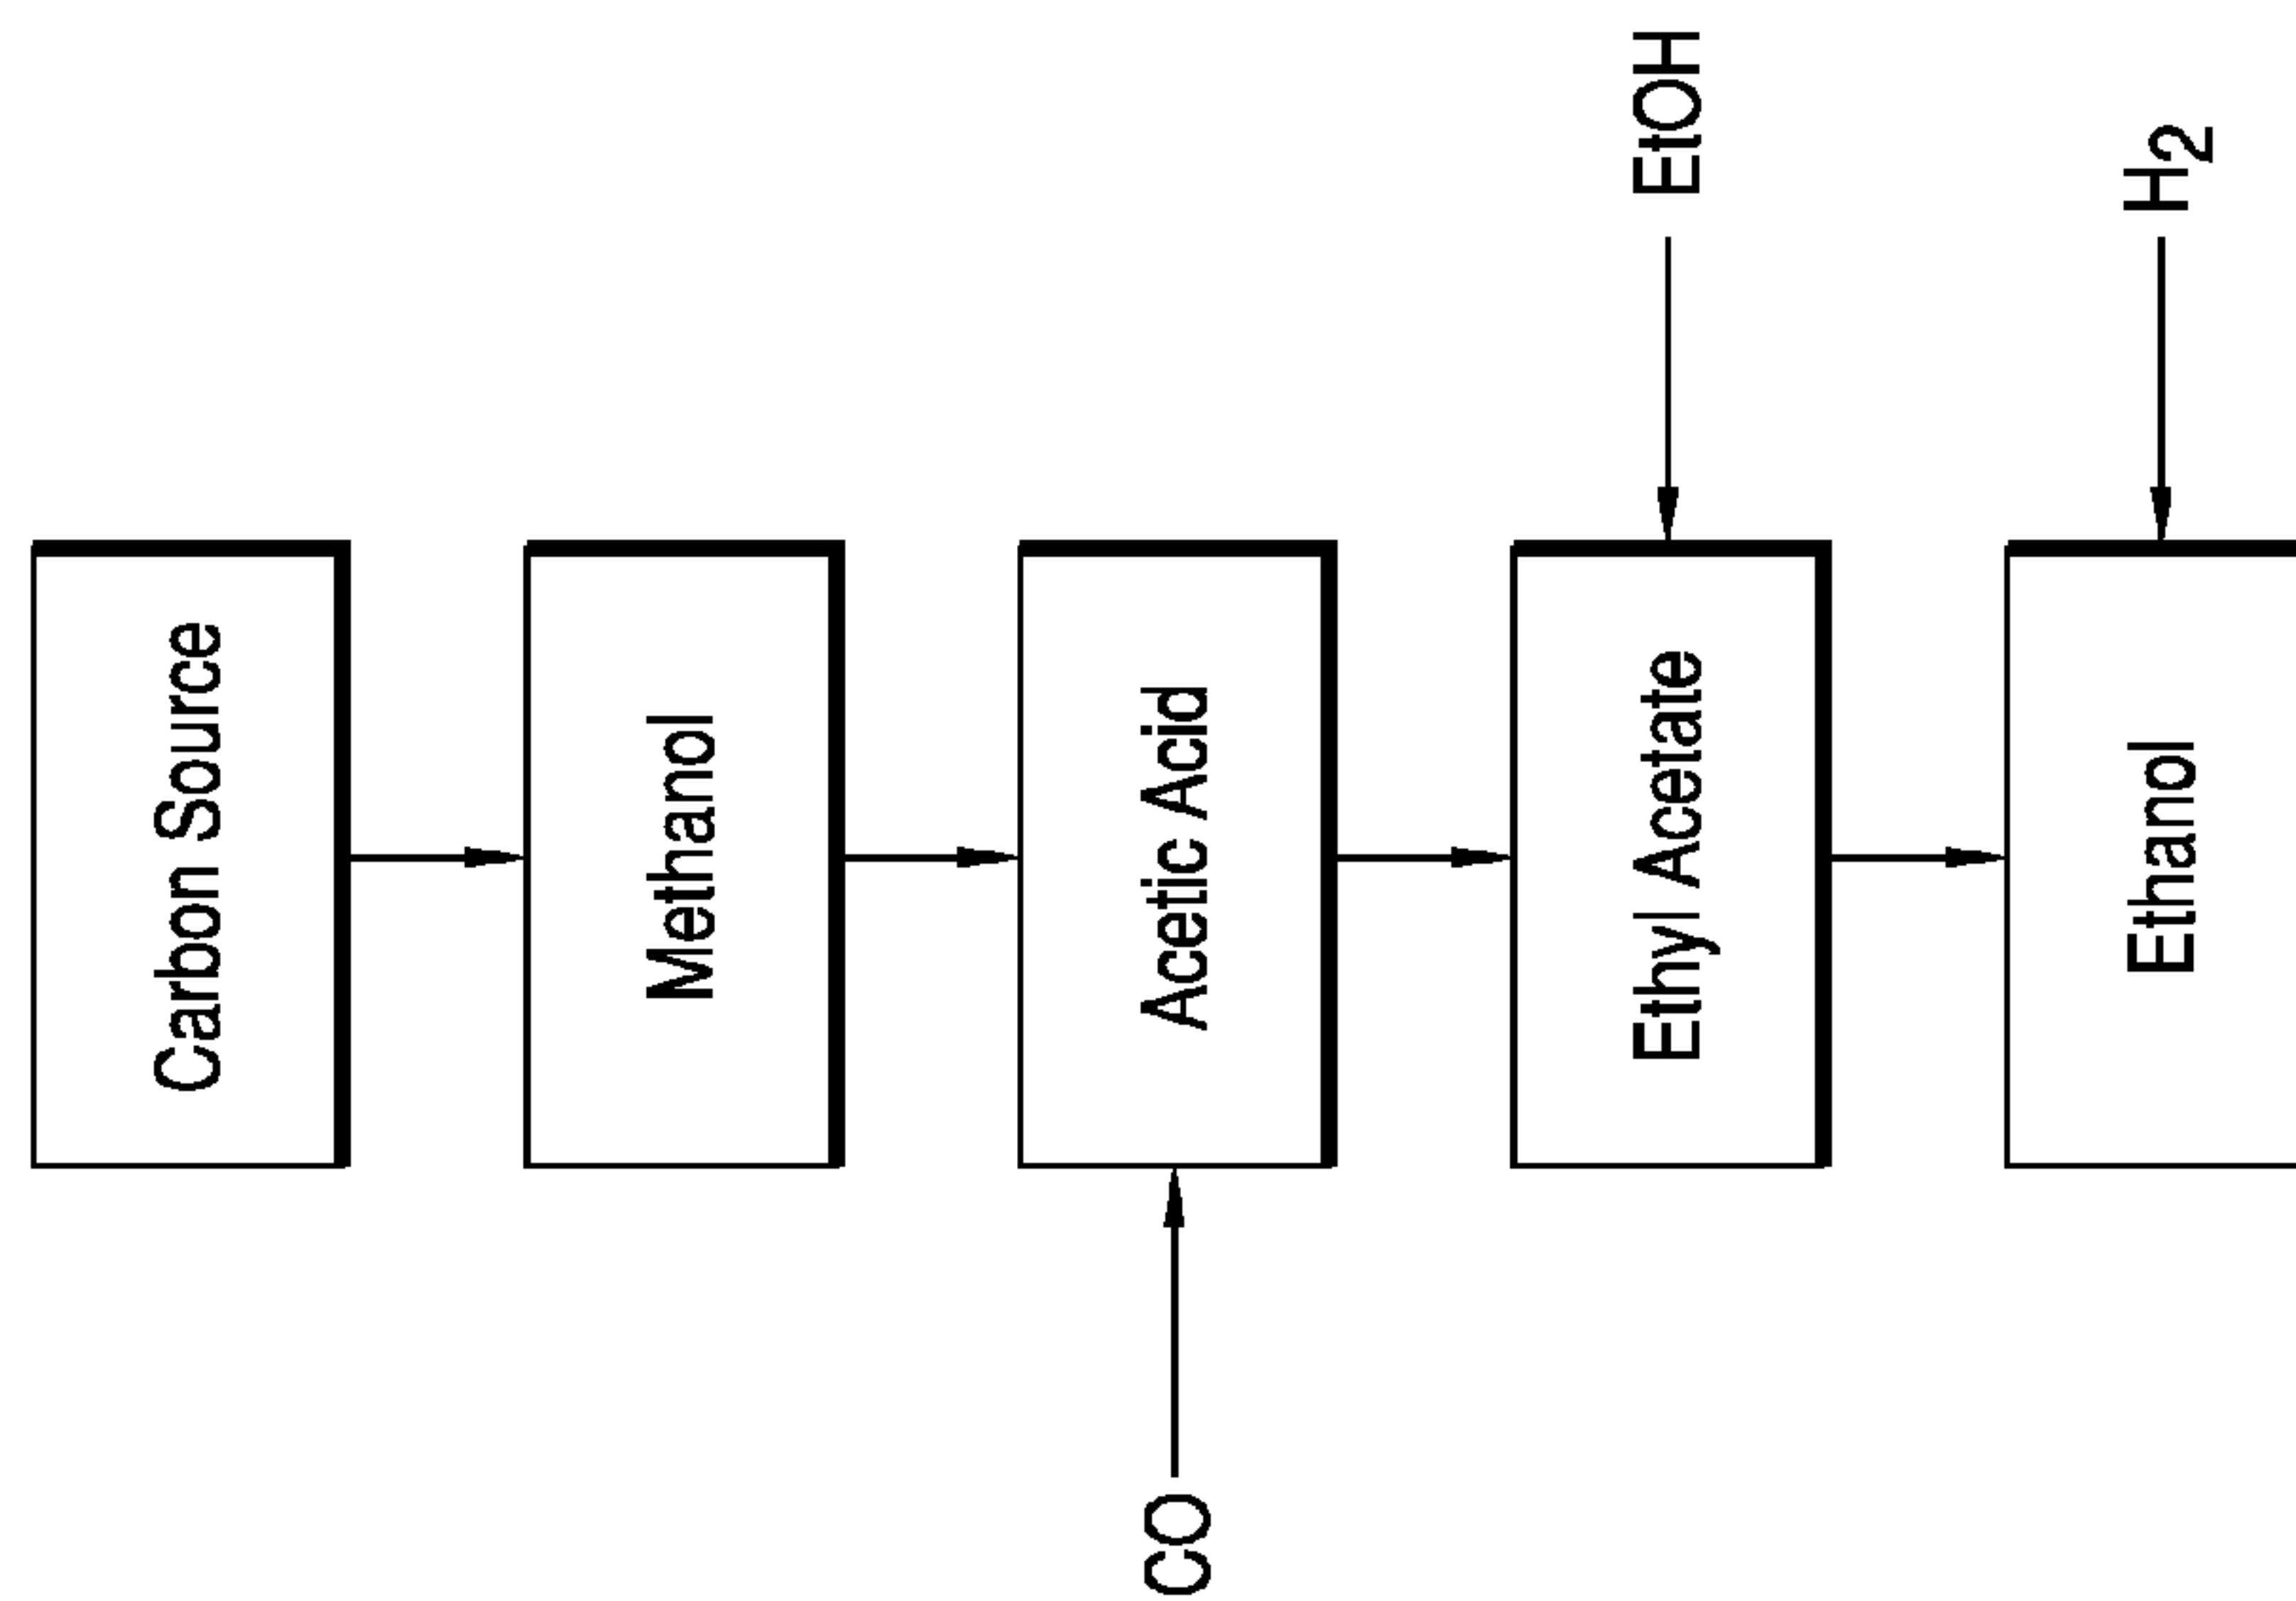 Carbon Source
Methanol
CO
Acetic Acid
Ethyl Acetate
EtOH
Ethanol
H2